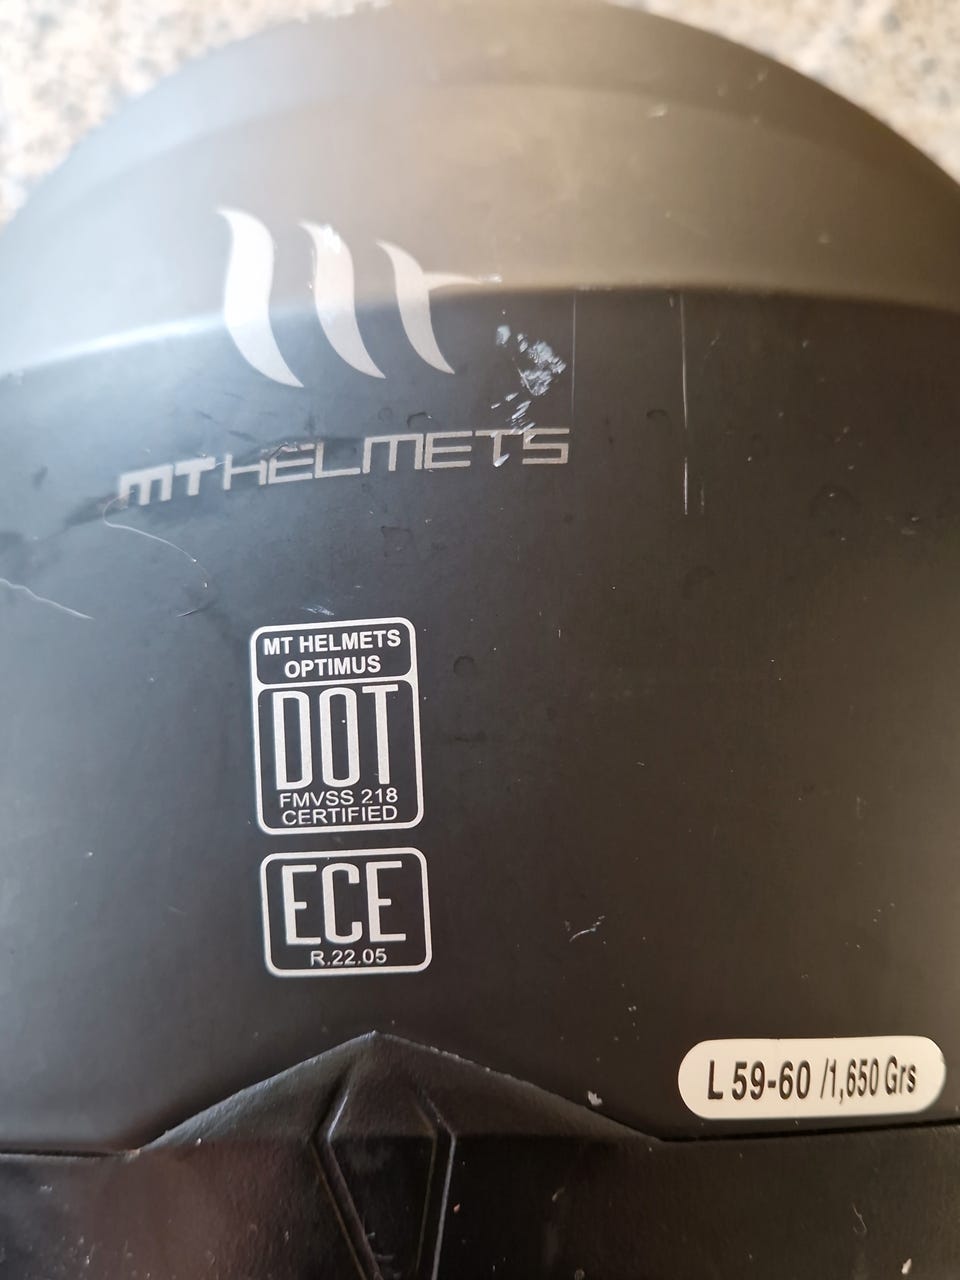 MT HELMETS
MT HELMETS
OPTIMUS
DOT
FMVSS 218
CERTIFIED
ECE
R.22.05
L 59-60 /1,650 Grs